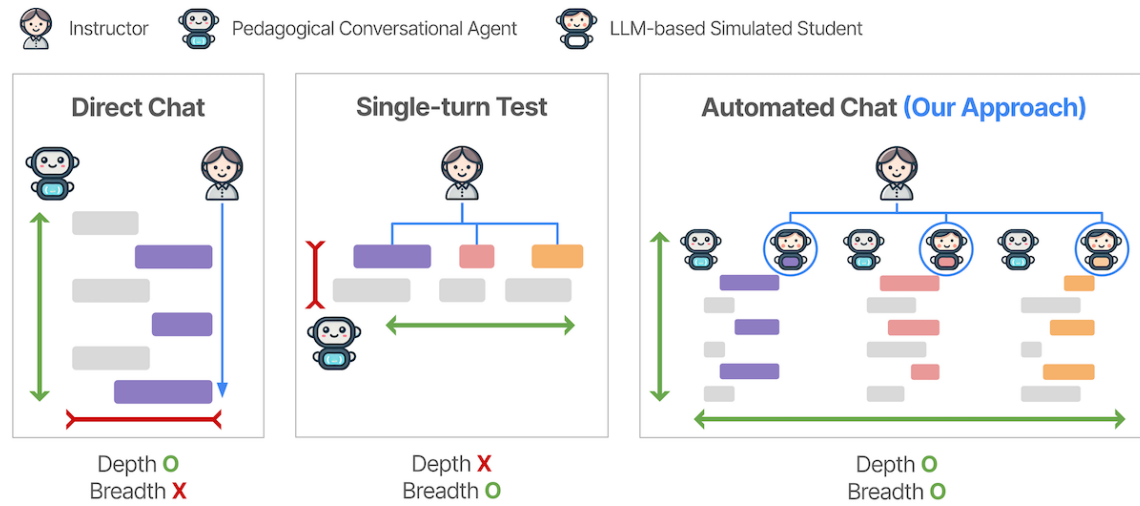 Instructor
Pedagogical Conversational Agent
LLM-based Simulated Student
Direct Chat
Single-turn Test
Automated Chat (Our Approach)
Depth O
Breadth X
Depth X
Breadth O
Depth O
Breadth O